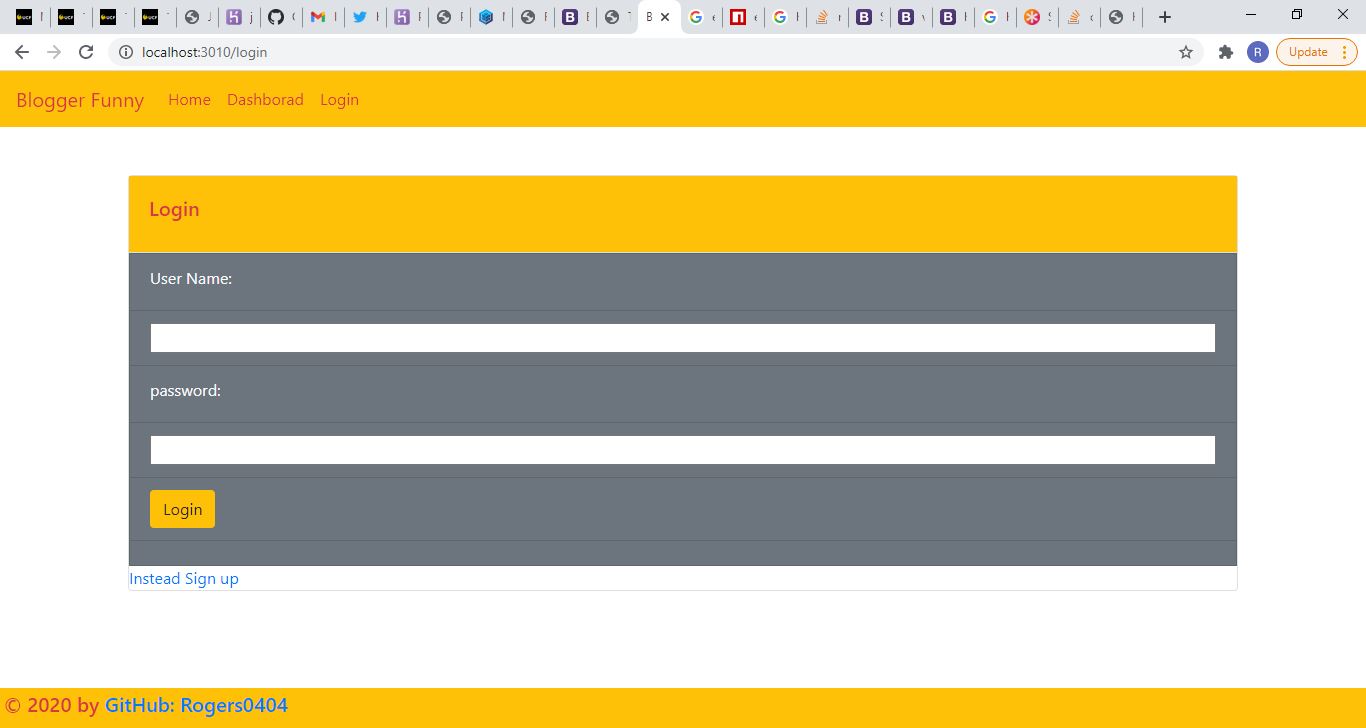 localhost:3010/login
R
Update
Blogger Funny Home Dashborad Login
Login
User Name:
password:
Login
Instead Sign up
© 2020 by GitHub: Rogers0404